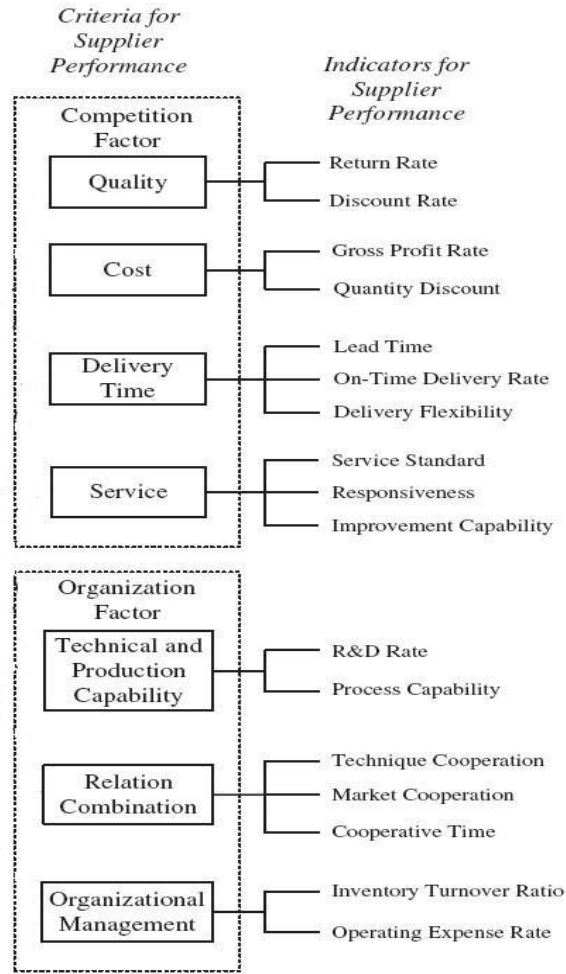 Criteria for
Supplier
Performance
Indicators for
Supplier
Performance
Competition
Factor
Quality
Return Rate
Discount Rate
Cost
Gross Profit Rate
Quantity Discount
Delivery
Time
Lead Time
On-Time Delivery Rate
Delivery Flexibility
Service
Service Standard
Responsiveness
Improvement Capability
Organization
Factor
Technical and
Production
Capability
R&D Rate
Process Capability
Relation
Combination
Technique Cooperation
Market Cooperation
Cooperative Time
Organizational
Management
Inventory Turnover Ratio
Operating Expense Rate